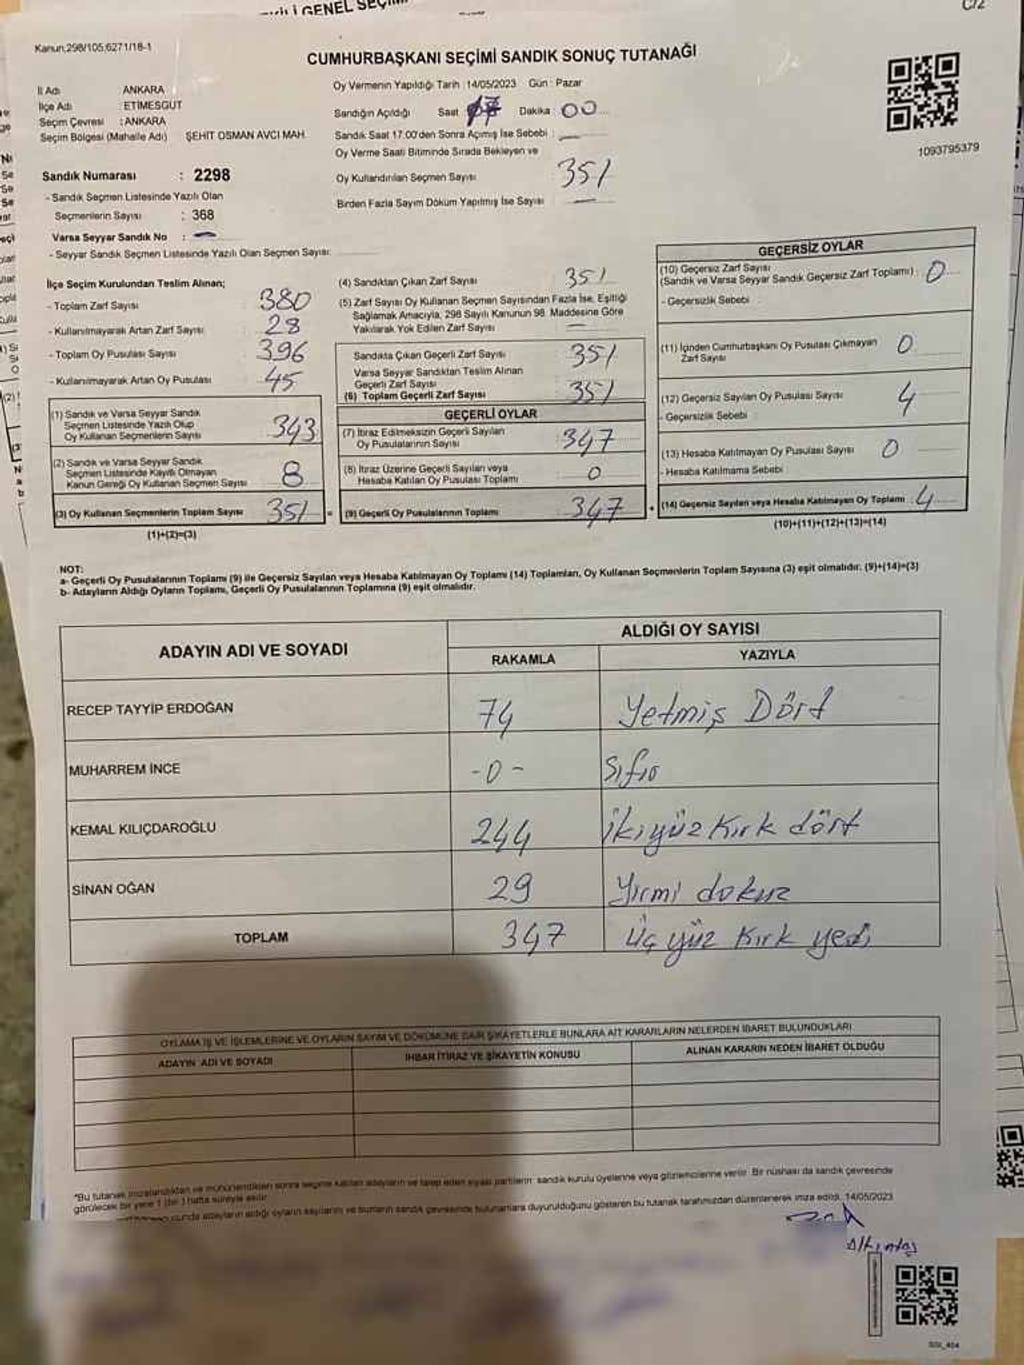 GENEL SEÇİM
C/2
Kanun;298/105;6271/18-1
CUMHURBAŞKANI SEÇİMİ SANDIK SONUÇ TUTANAĞI
1093795379
İl Adı : ANKARA
İlçe Adı : ETİMESGUT
Seçim Çevresi : ANKARA
Seçim Bölgesi (Mahalle Adı) ŞEHİT OSMAN AVCI MAH.
Sandık Numarası : 2298
- Sandık Seçmen Listesinde Yazılı Olan
Seçmenlerin Sayısı : 368
Varsa Seyyar Sandık No : -
- Seyyar Sandık Seçmen Listesinde Yazılı Olan Seçmen Sayısı:
Oy Vermenin Yapıldığı Tarih : 14/05/2023 Gün : Pazar
Sandığın Açıldığı Saat 17 Dakika : 00
Sandık Saat 17.00'den Sonra Açımış İse Sebebi : -
Oy Verme Saati Bitiminde Sırada Bekleyen ve
Oy Kullandırılan Seçmen Sayısı 351
Birden Fazla Sayım Döküm Yapılmış İse Sayısı -
İlçe Seçim Kurulundan Teslim Alınan;
- Toplam Zarf Sayısı : 380
- Kullanılmayarak Artan Zarf Sayısı : 28
- Toplam Oy Pusulası Sayısı : 396
- Kullanılmayarak Artan Oy Pusulası : 45
(1) Sandık ve Varsa Seyyar Sandık
Seçmen Listesinde Yazılı Olup
Oy Kullanan Seçmenlerin Sayısı : 343
(2) Sandık ve Varsa Seyyar Sandık
Seçmen Listesinde Kayıtlı Olmayan
Kanun Gereği Oy Kullanan Seçmen Sayısı : 8
(3) Oy Kullanan Seçmenlerin Toplam Sayısı 351
(1)+(2)=(3)
(4) Sandıktan Çıkan Zarf Sayısı 351
(5) Zarf Sayısı Oy Kullanan Seçmen Sayısından Fazla İse, Eşitliği
Sağlamak Amacıyla, 298 Sayılı Kanunun 98. Maddesine Göre
Yakılarak Yok Edilen Zarf Sayısı -
Sandıkta Çıkan Geçerli Zarf Sayısı 351
Varsa Seyyar Sandıktan Teslim Alınan
Geçerli Zarf Sayısı
(6) Toplam Geçerli Zarf Sayısı 351
GEÇERLİ OYLAR
(7) İtiraz Edilmeksizin Geçerli Sayılan
Oy Pusulalarının Sayısı : 347
(8) İtiraz Üzerine Geçerli Sayılan veya
Hesaba Katılan Oy Pusulası Toplamı : 0
= (9) Geçerli Oy Pusulalarının Toplamı 347
GEÇERSİZ OYLAR
(10) Geçersiz Zarf Sayısı
(Sandık ve Varsa Seyyar Sandık Geçersiz Zarf Toplamı) : 0
- Geçersizlik Sebebi :
(11) İçinden Cumhurbaşkanı Oy Pusulası Çıkmayan
Zarf Sayısı 0
(12) Geçersiz Sayılan Oy Pusulası Sayısı : 4
- Geçersizlik Sebebi :
(13) Hesaba Katılmayan Oy Pusulası Sayısı : 0
- Hesaba Katılmama Sebebi :
+ (14) Geçersiz Sayılan veya Hesaba Katılmayan Oy Toplamı 4
(10)+(11)+(12)+(13)=(14)
NOT:
a- Geçerli Oy Pusulalarının Toplamı (9) ile Geçersiz Sayılan veya Hesaba Katılmayan Oy Toplamı (14) Toplamları, Oy Kullanan Seçmenlerin Toplam Sayısına (3) eşit olmalıdır. (9)+(14)=(3)
b- Adayların Aldığı Oyların Toplamı, Geçerli Oy Pusulalarının Toplamına (9) eşit olmalıdır.
ADAYIN ADI VE SOYADI ALDIĞI OY SAYISI
RAKAMLA YAZIYLA
RECEP TAYYİP ERDOĞAN 74 Yetmiş Dört
MUHARREM İNCE -0- Sıfır
KEMAL KILIÇDAROĞLU 244 İkiyüz Kırk dört
SİNAN OĞAN 29 Yirmi dokuz
TOPLAM 347 Üç yüz Kırk yedi
OYLAMA İŞ VE İŞLEMLERİNE VE OYLARIN SAYIM VE DÖKÜMÜNE DAİR ŞİKAYETLERLE BUNLARA AİT KARARLARIN NELERDEN İBARET BULUNDUKLARI
ADAYIN ADI VE SOYADI İHBAR İTİRAZ VE ŞİKAYETİN KONUSU ALINAN KARARIN NEDEN İBARET OLDUĞU
*Bu tutanak imzalandıktan ve mühürlendikten sonra seçime katılan adayların ve talep eden siyasi partilerin sandık kurulu üyelerine veya gözlemcilerine verilir. Bir nüshası da sandık çevresinde
görülecek bir yere 1 (bir) hafta süreyle asılır.
adayların aldığı oyların sayılarını ve bunların sandık çevresinde bulunanlara duyurulduğunu gösteren bu tutanak tarafımızdan düzenlenerek imza edildi. 14/05/2023
Altıntaş